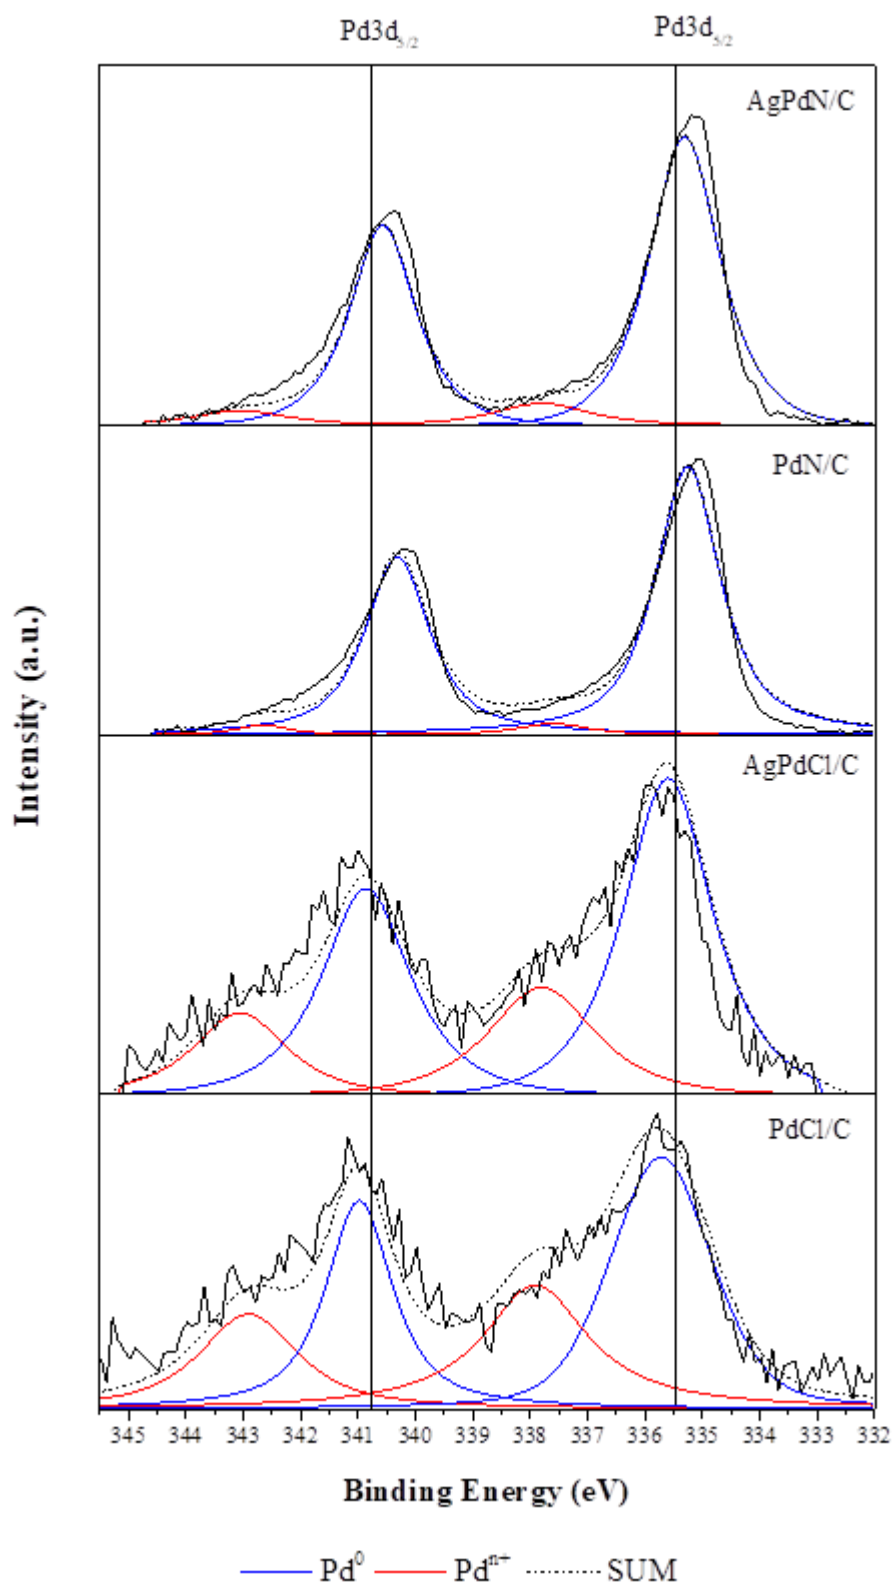 Pd3d5/2 Pd3d5/2
AgPdN/C
PdN/C
AgPdCl/C
PdCl/C
Intensity (a.u.)
345 344 343 342 341 340 339 338 337 336 335 334 333 332
Binding Energy (eV)
Pd⁰ Pdⁿ⁺ SUM